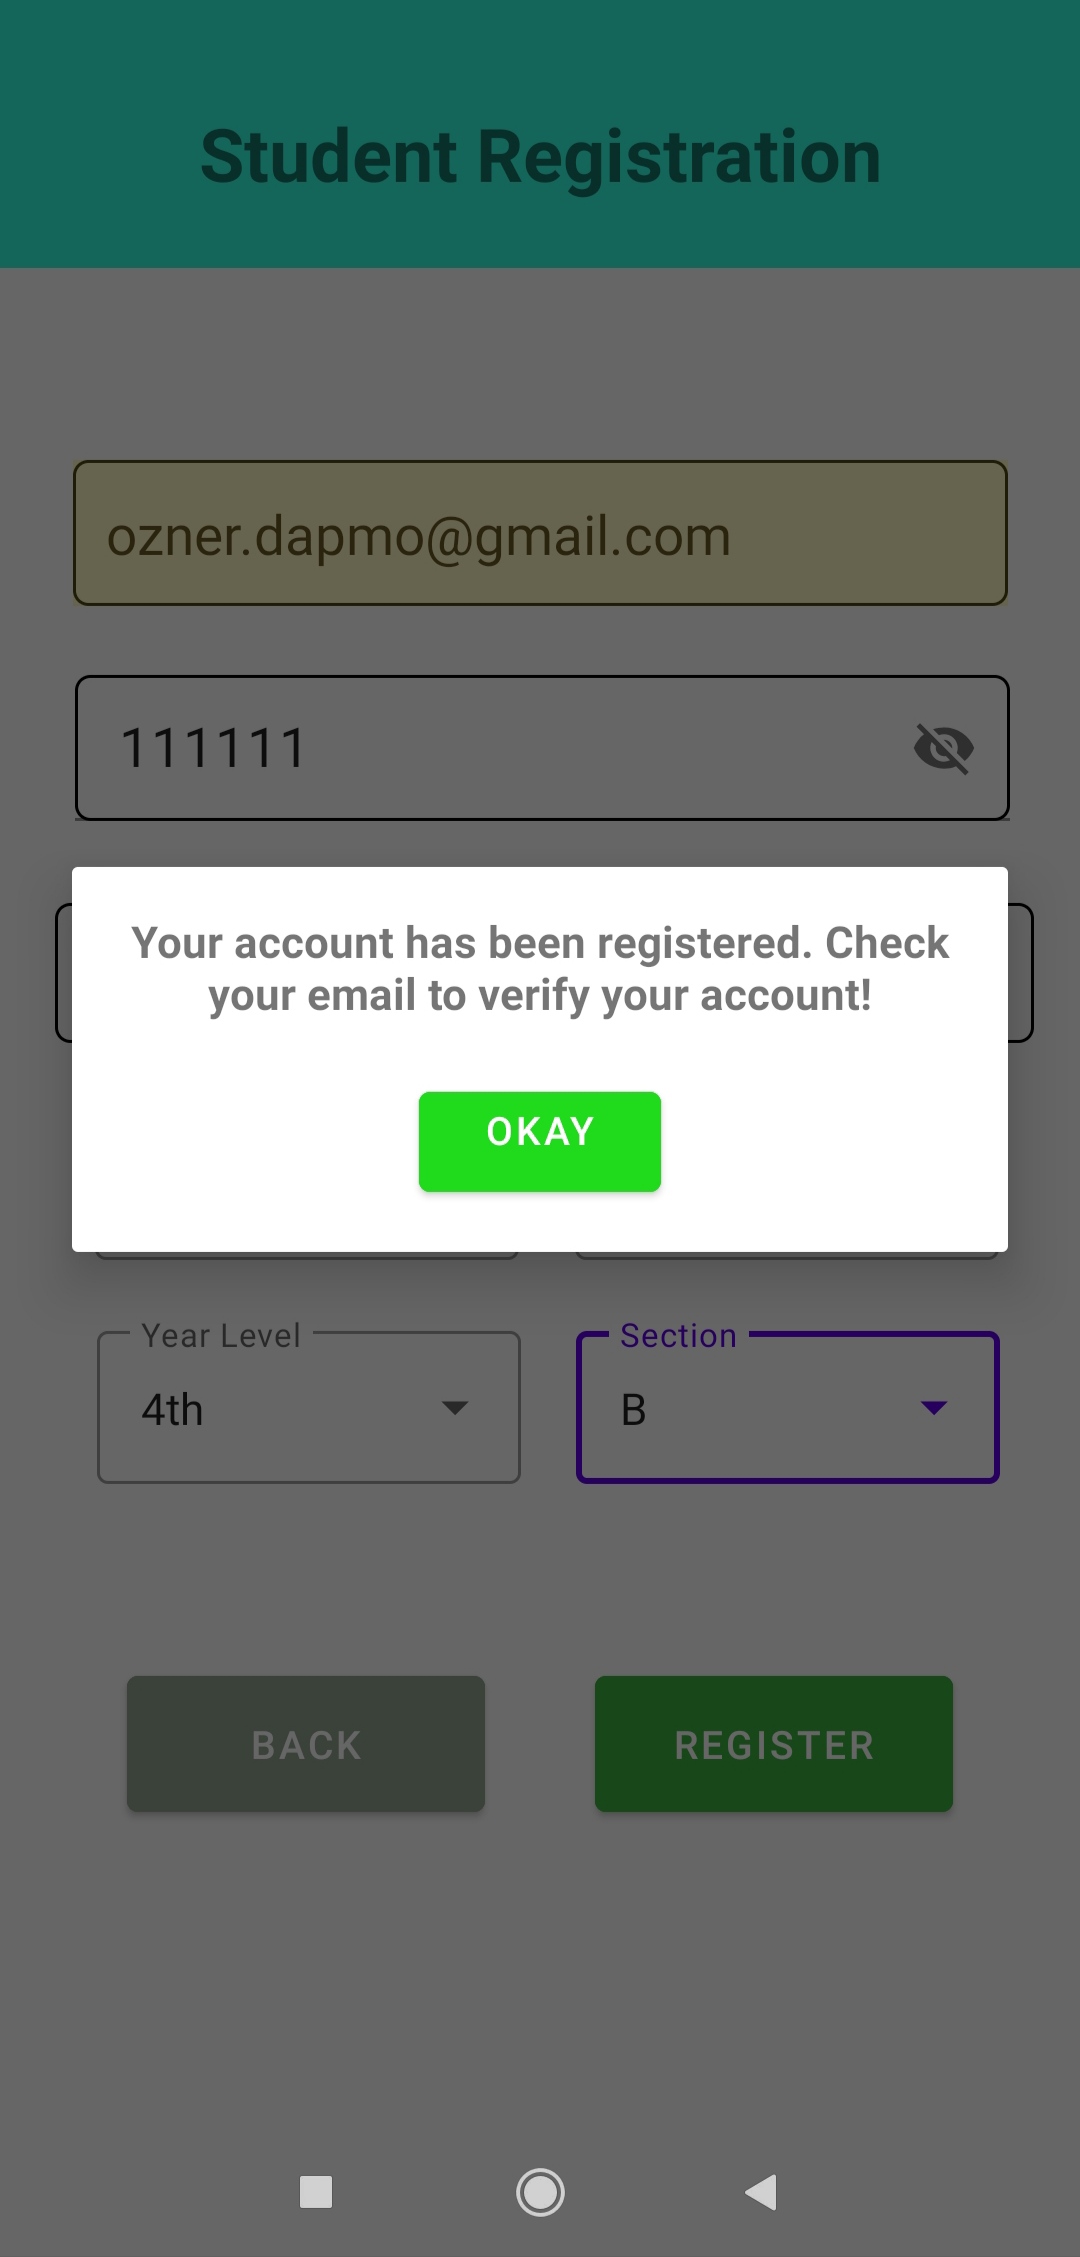 Student Registration
ozner.dapmo@gmail.com
111111
Your account has been registered. Check
your email to verify your account!
OKAY
Year Level
Section
4th
B
BACK
REGISTER